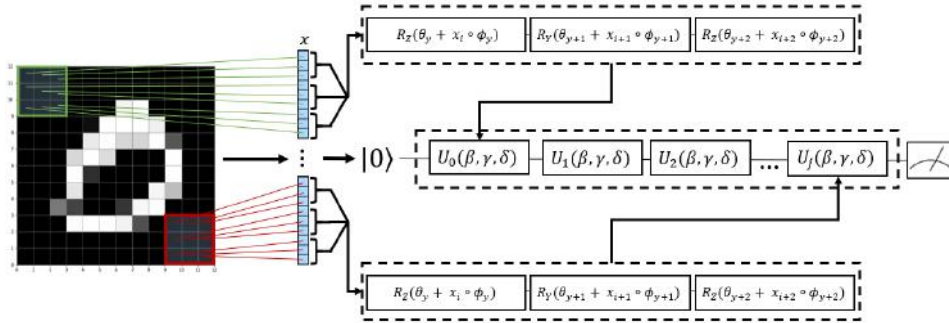 x
R_Z(θ_y + x_i ∘ ϕ_y) R_Y(θ_{y+1} + x_{i+1} ∘ ϕ_{y+1}) R_Z(θ_{y+2} + x_{i+2} ∘ ϕ_{y+2})
|0⟩ U_0(β, γ, δ) U_1(β, γ, δ) U_2(β, γ, δ) ... U_f(β, γ, δ)
R_Z(θ_y + x_i ∘ ϕ_y) R_Y(θ_{y+1} + x_{i+1} ∘ ϕ_{y+1}) R_Z(θ_{y+2} + x_{i+2} ∘ ϕ_{y+2})